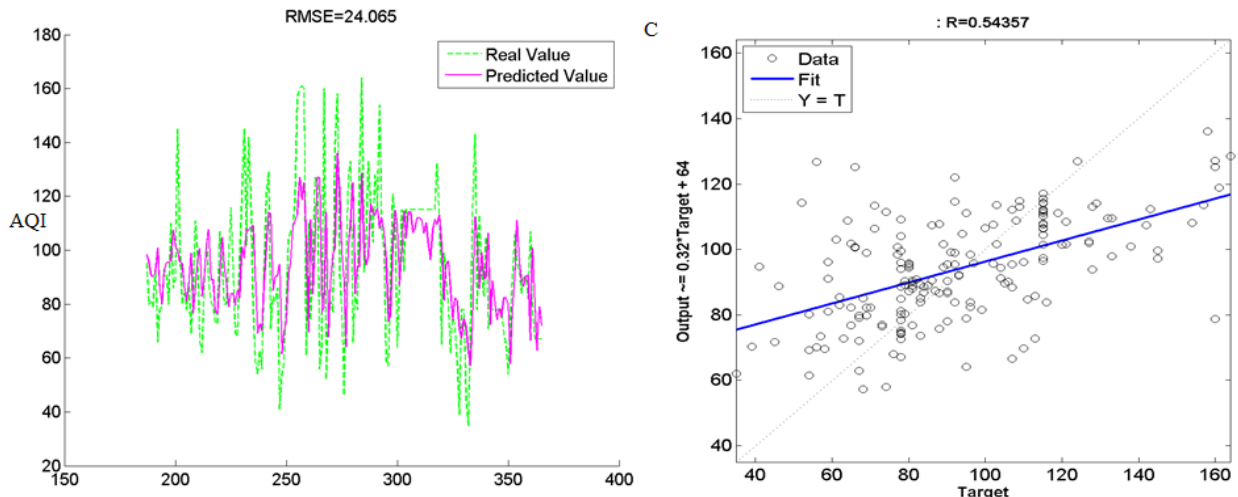 RMSE=24.065
180
160
140
120
100
80
60
40
20
AQI
Real Value
Predicted Value
150
200
250
300
350
400
C
: R=0.54357
Data
Fit
Y = T
Output ~= 0.32*Target + 64
160
140
120
100
80
60
40
40
60
80
100
120
140
160
Target